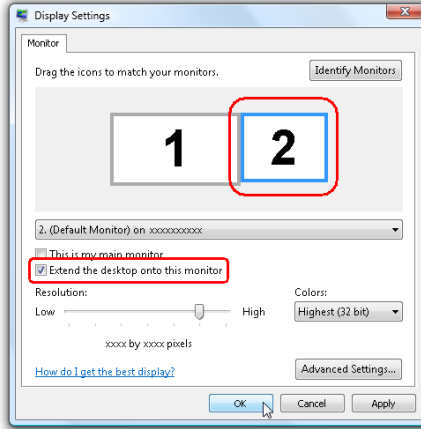 Display Settings
Monitor
Drag the icons to match your monitors.
Identify Monitors
1
2
2. (Default Monitor) on xxxxxxxxxx
This is my main monitor
Extend the desktop onto this monitor
Resolution:
Colors:
Low
High
Highest (32 bit)
xxxx by xxxx pixels
How do I get the best display?
Advanced Settings...
OK
Cancel
Apply